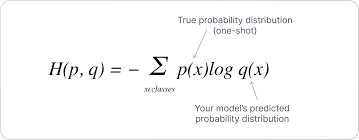 True probability distribution
(one-shot)
H(p, q) = − ∑ p(x)log q(x)
x∈classes
Your model's predicted
probability distribution